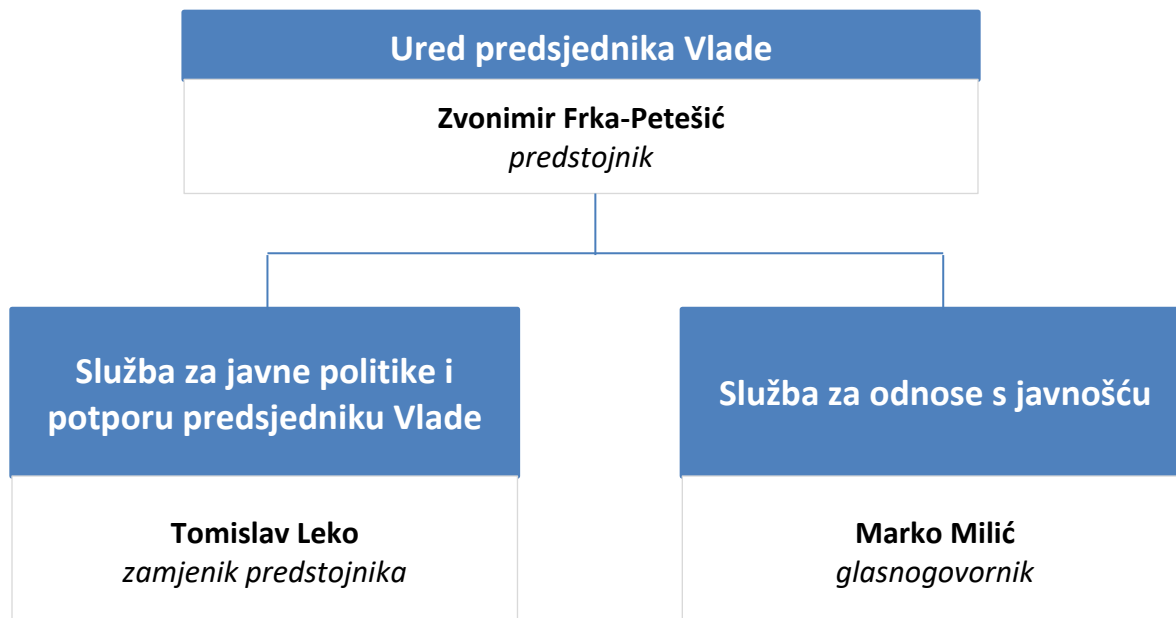 Ured predsjednika Vlade
Zvonimir Frka-Petešić
predstojnik
Služba za javne politike i
potporu predsjedniku Vlade
Tomislav Leko
zamjenik predstojnika
Služba za odnose s javnošću
Marko Milić
glasnogovornik